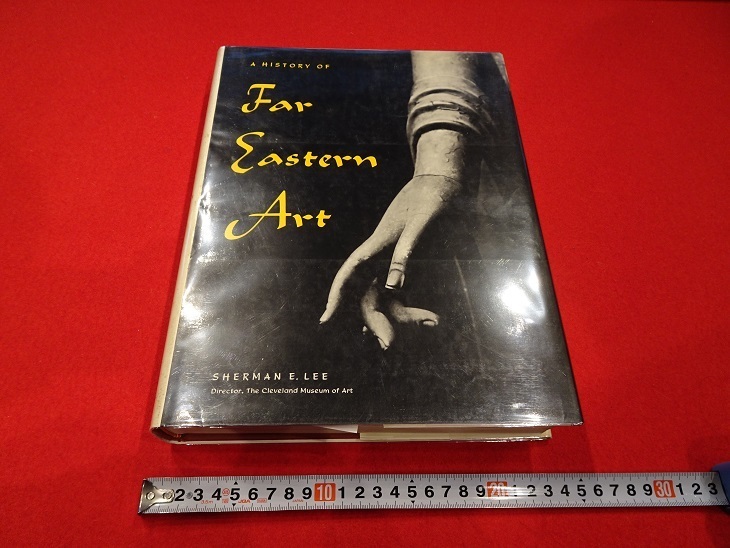 A HISTORY OF
Far
Eastern
Art
SHERMAN E. LEE
Director, The Cleveland Museum of Art
2 3 4 5 6 7 8 9 10 1 2 3 4 5 6 7 8 9 20 1 2 3 4 5 6 7 8 9 30 1 2 3